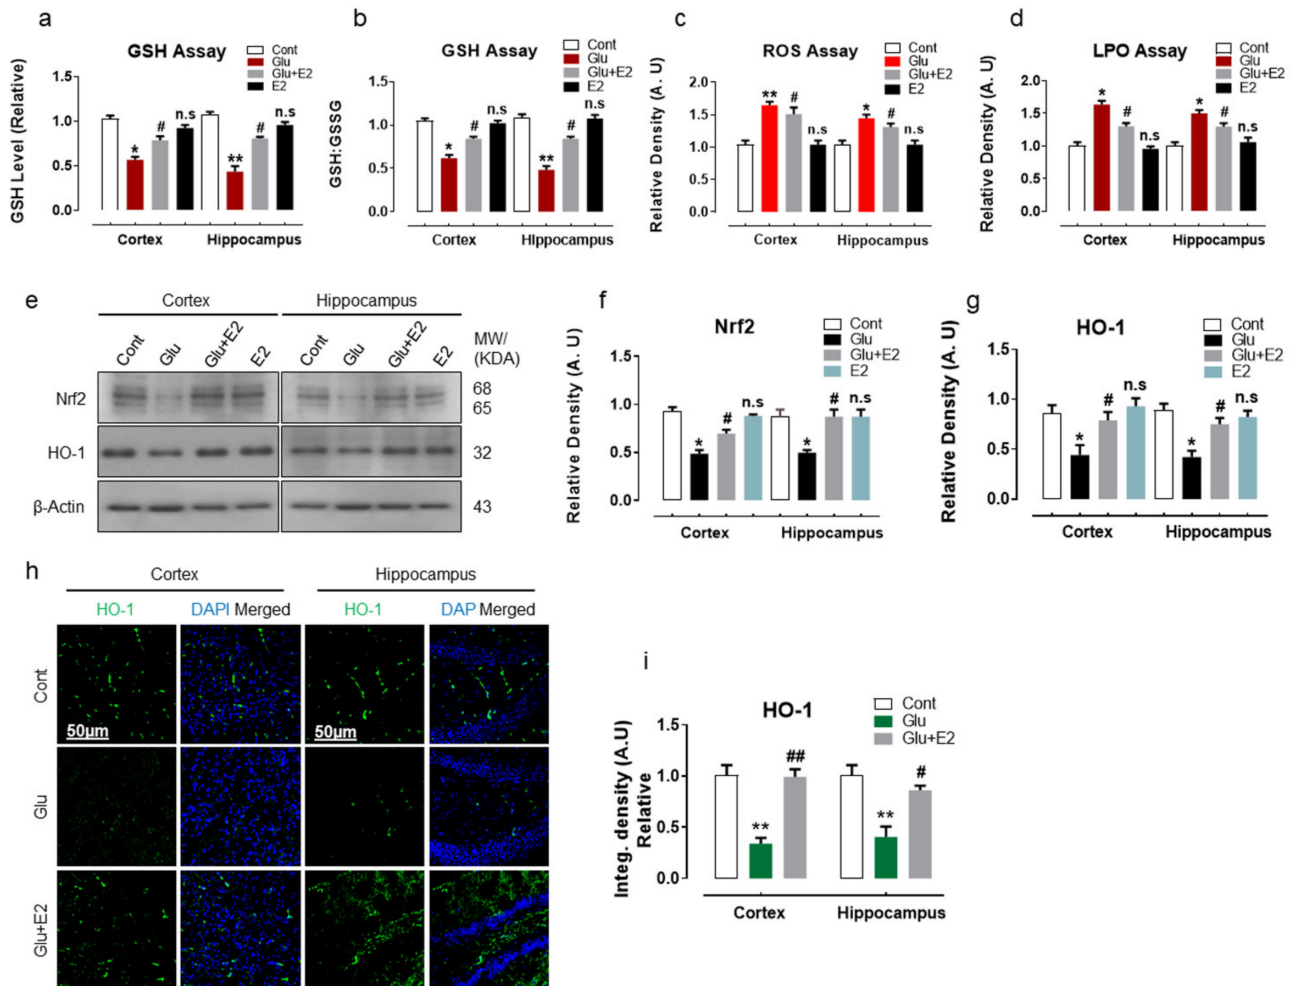 a
GSH Assay
Cont
Glu
Glu+E2
E2
GSH Level (Relative)
1.5
1.0
0.5
0.0
* # n.s ** # n.s
Cortex Hippocampus
b
GSH Assay
Cont
Glu
Glu+E2
E2
GSH:GSSG
1.5
1.0
0.5
0.0
* # n.s ** # n.s
Cortex HIppocampus
c
ROS Assay
Cont
Glu
Glu+E2
E2
Relative Density (A. U)
2.0
1.5
1.0
0.5
0.0
** # n.s * # n.s
Cortex Hippocampus
d
LPO Assay
Cont
Glu
Glu+E2
E2
Relative Density (A. U)
2.0
1.5
1.0
0.5
0.0
* # n.s * # n.s
Cortex Hippocampus
e
Cortex Hippocampus
Cont Glu Glu+E2 E2 Cont Glu Glu+E2 E2
MW/
(KDA)
Nrf2 68
65
HO-1 32
β-Actin 43
f
Nrf2
Cont
Glu
Glu+E2
E2
Relative Density (A. U)
1.5
1.0
0.5
0.0
* # n.s * # n.s
Cortex Hippocampus
g
HO-1
Cont
Glu
Glu+E2
E2
Relative Density (A. U)
1.5
1.0
0.5
0.0
* # n.s * # n.s
Cortex Hippocampus
h
Cortex Hippocampus
HO-1 DAPI Merged HO-1 DAP Merged
Cont
50µm 50µm
Glu
Glu+E2
i
HO-1
Cont
Glu
Glu+E2
Integ. density (A.U)
Relative
1.5
1.0
0.5
0.0
** ## ** #
Cortex Hippocampus